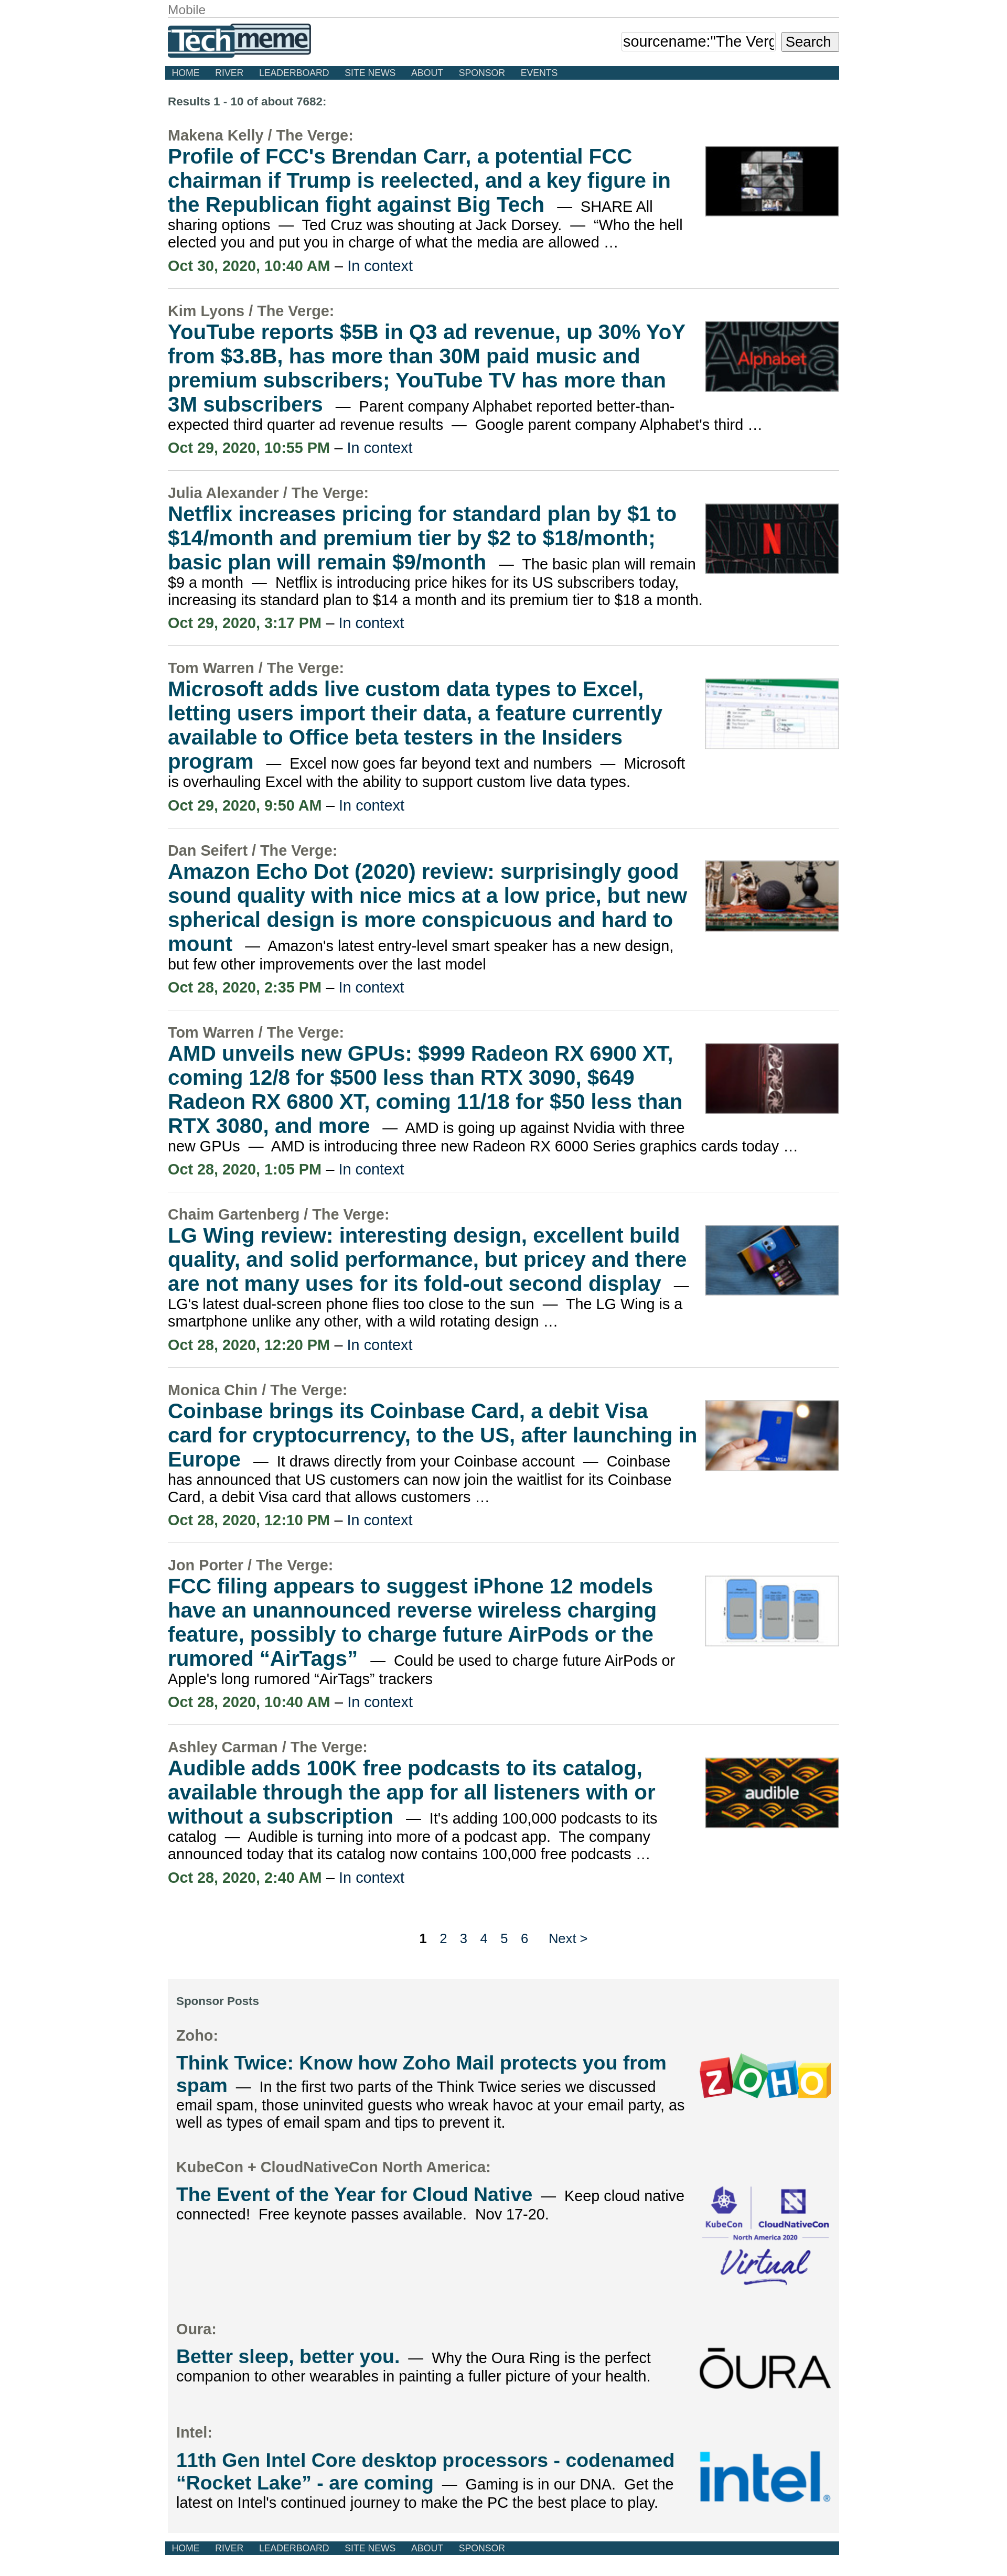 Mobile
Techmeme
sourcename:"The Verg
Search
HOME RIVER LEADERBOARD SITE NEWS ABOUT SPONSOR EVENTS
Results 1 - 10 of about 7682:
Makena Kelly / The Verge:
Profile of FCC's Brendan Carr, a potential FCC
chairman if Trump is reelected, and a key figure in
the Republican fight against Big Tech — SHARE All
sharing options — Ted Cruz was shouting at Jack Dorsey. — “Who the hell
elected you and put you in charge of what the media are allowed …
Oct 30, 2020, 10:40 AM – In context
Kim Lyons / The Verge:
YouTube reports $5B in Q3 ad revenue, up 30% YoY
from $3.8B, has more than 30M paid music and
premium subscribers; YouTube TV has more than
3M subscribers — Parent company Alphabet reported better-than-
expected third quarter ad revenue results — Google parent company Alphabet's third …
Alphabet
Oct 29, 2020, 10:55 PM – In context
Julia Alexander / The Verge:
Netflix increases pricing for standard plan by $1 to
$14/month and premium tier by $2 to $18/month;
basic plan will remain $9/month — The basic plan will remain
$9 a month — Netflix is introducing price hikes for its US subscribers today,
increasing its standard plan to $14 a month and its premium tier to $18 a month.
N
Oct 29, 2020, 3:17 PM – In context
Tom Warren / The Verge:
Microsoft adds live custom data types to Excel,
letting users import their data, a feature currently
available to Office beta testers in the Insiders
program — Excel now goes far beyond text and numbers — Microsoft
is overhauling Excel with the ability to support custom live data types.
Oct 29, 2020, 9:50 AM – In context
Dan Seifert / The Verge:
Amazon Echo Dot (2020) review: surprisingly good
sound quality with nice mics at a low price, but new
spherical design is more conspicuous and hard to
mount — Amazon's latest entry-level smart speaker has a new design,
but few other improvements over the last model
Oct 28, 2020, 2:35 PM – In context
Tom Warren / The Verge:
AMD unveils new GPUs: $999 Radeon RX 6900 XT,
coming 12/8 for $500 less than RTX 3090, $649
Radeon RX 6800 XT, coming 11/18 for $50 less than
RTX 3080, and more — AMD is going up against Nvidia with three
new GPUs — AMD is introducing three new Radeon RX 6000 Series graphics cards today …
Oct 28, 2020, 1:05 PM – In context
Chaim Gartenberg / The Verge:
LG Wing review: interesting design, excellent build
quality, and solid performance, but pricey and there
are not many uses for its fold-out second display —
LG's latest dual-screen phone flies too close to the sun — The LG Wing is a
smartphone unlike any other, with a wild rotating design …
Oct 28, 2020, 12:20 PM – In context
Monica Chin / The Verge:
Coinbase brings its Coinbase Card, a debit Visa
card for cryptocurrency, to the US, after launching in
Europe — It draws directly from your Coinbase account — Coinbase
has announced that US customers can now join the waitlist for its Coinbase
Card, a debit Visa card that allows customers …
VISA
Oct 28, 2020, 12:10 PM – In context
Jon Porter / The Verge:
FCC filing appears to suggest iPhone 12 models
have an unannounced reverse wireless charging
feature, possibly to charge future AirPods or the
rumored “AirTags” — Could be used to charge future AirPods or
Apple's long rumored “AirTags” trackers
Oct 28, 2020, 10:40 AM – In context
Ashley Carman / The Verge:
Audible adds 100K free podcasts to its catalog,
available through the app for all listeners with or
without a subscription — It's adding 100,000 podcasts to its
catalog — Audible is turning into more of a podcast app. The company
announced today that its catalog now contains 100,000 free podcasts …
audible
Oct 28, 2020, 2:40 AM – In context
1 2 3 4 5 6 Next >
Sponsor Posts
Zoho:
Think Twice: Know how Zoho Mail protects you from
spam — In the first two parts of the Think Twice series we discussed
email spam, those uninvited guests who wreak havoc at your email party, as
well as types of email spam and tips to prevent it.
ZOHO
KubeCon + CloudNativeCon North America:
The Event of the Year for Cloud Native — Keep cloud native
connected! Free keynote passes available. Nov 17-20.
KubeCon CloudNativeCon
North America 2020
Virtual
Oura:
Better sleep, better you. — Why the Oura Ring is the perfect
companion to other wearables in painting a fuller picture of your health.
ŌURA
Intel:
11th Gen Intel Core desktop processors - codenamed
“Rocket Lake” - are coming — Gaming is in our DNA. Get the
latest on Intel's continued journey to make the PC the best place to play.
intel®
HOME RIVER LEADERBOARD SITE NEWS ABOUT SPONSOR